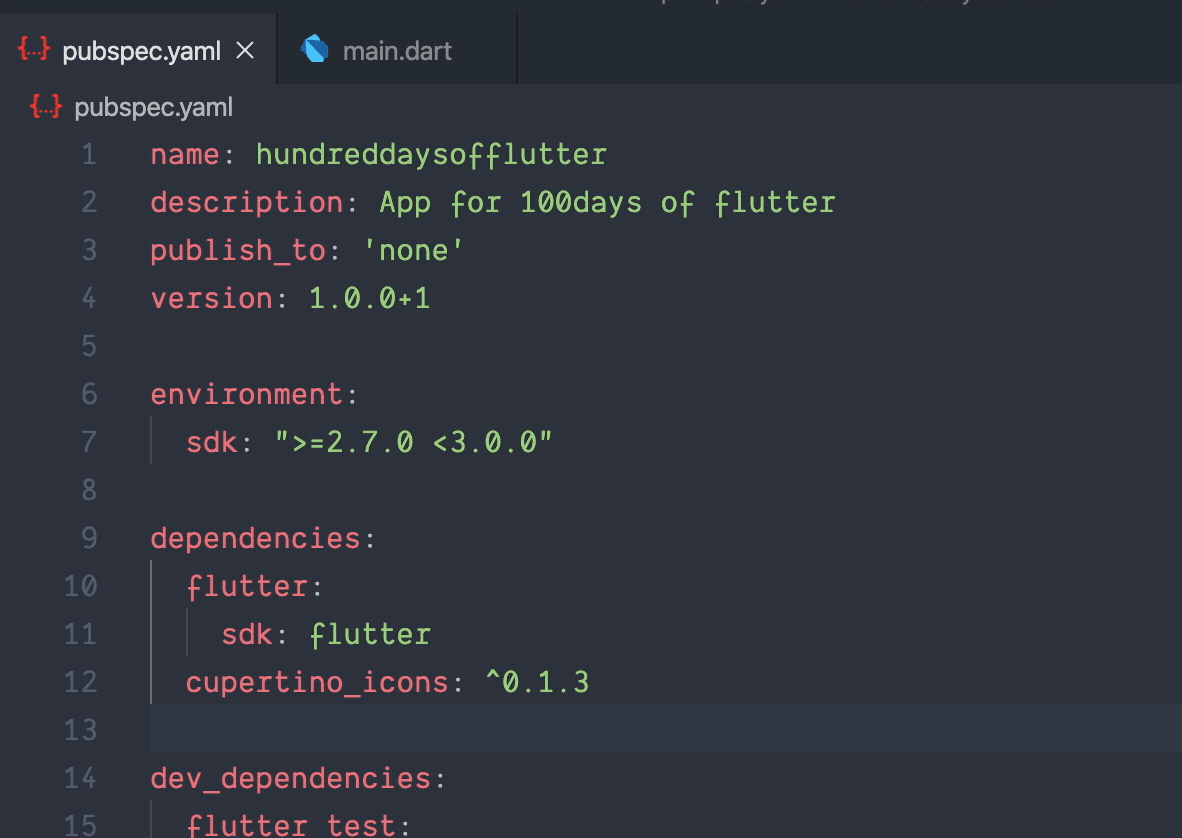 {...} pubspec.yaml × main.dart
{...} pubspec.yaml
1 name: hundreddaysofflutter
2 description: App for 100days of flutter
3 publish_to: 'none'
4 version: 1.0.0+1
5
6 environment:
7 sdk: ">=2.7.0 <3.0.0"
8
9 dependencies:
10 flutter:
11 sdk: flutter
12 cupertino_icons: ^0.1.3
13
14 dev_dependencies:
15 flutter_test: